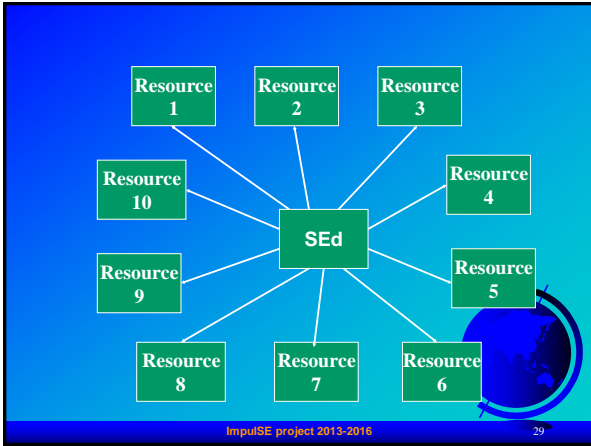 Resource
1
Resource
2
Resource
3
Resource
10
Resource
4
SEd
Resource
9
Resource
5
Resource
8
Resource
7
Resource
6
ImpulSE project 2013-2016
29